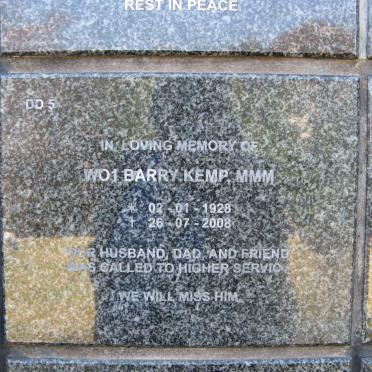 REST IN PEACE
DD 5
IN LOVING MEMORY OF
WO1 BARRY KEMP, MMM
* 02 - 01 - 1928
† 26 - 07 - 2008
OUR HUSBAND, DAD, AND FRIEND
WAS CALLED TO HIGHER SERVICE
WE WILL MISS HIM